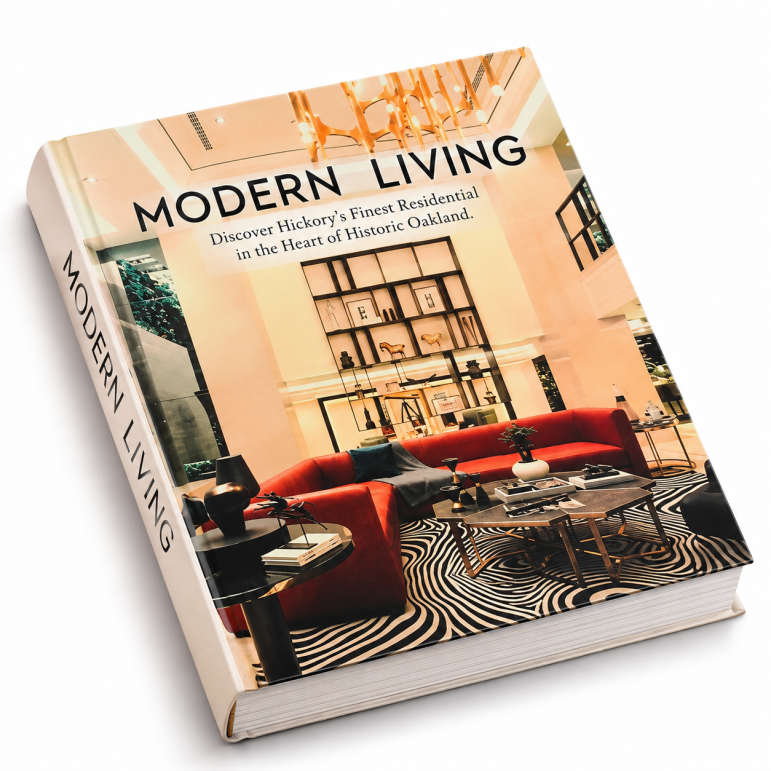 MODERN LIVING
Discover Hickory's Finest Residential
in the Heart of Historic Oakland.
MODERN LIVING
E H N